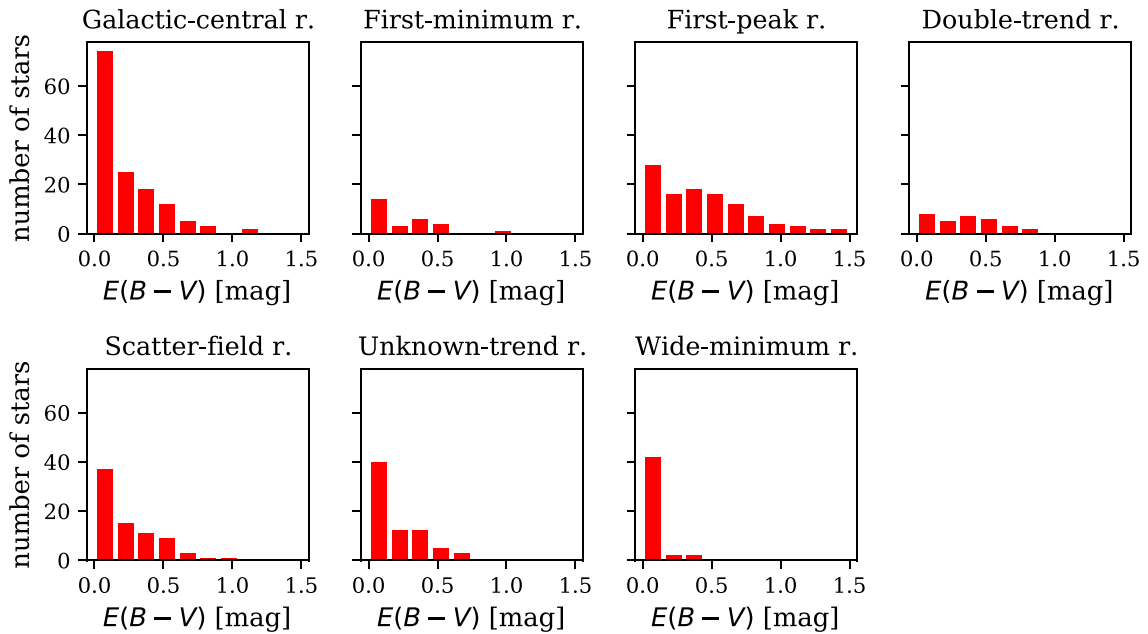 Galactic-central r.
First-minimum r.
First-peak r.
Double-trend r.
number of stars
60
40
20
0
0.0 0.5 1.0 1.5
0.0 0.5 1.0 1.5
0.0 0.5 1.0 1.5
0.0 0.5 1.0 1.5
E(B − V) [mag]
E(B − V) [mag]
E(B − V) [mag]
E(B − V) [mag]
Scatter-field r.
Unknown-trend r.
Wide-minimum r.
number of stars
60
40
20
0
0.0 0.5 1.0 1.5
0.0 0.5 1.0 1.5
0.0 0.5 1.0 1.5
E(B − V) [mag]
E(B − V) [mag]
E(B − V) [mag]